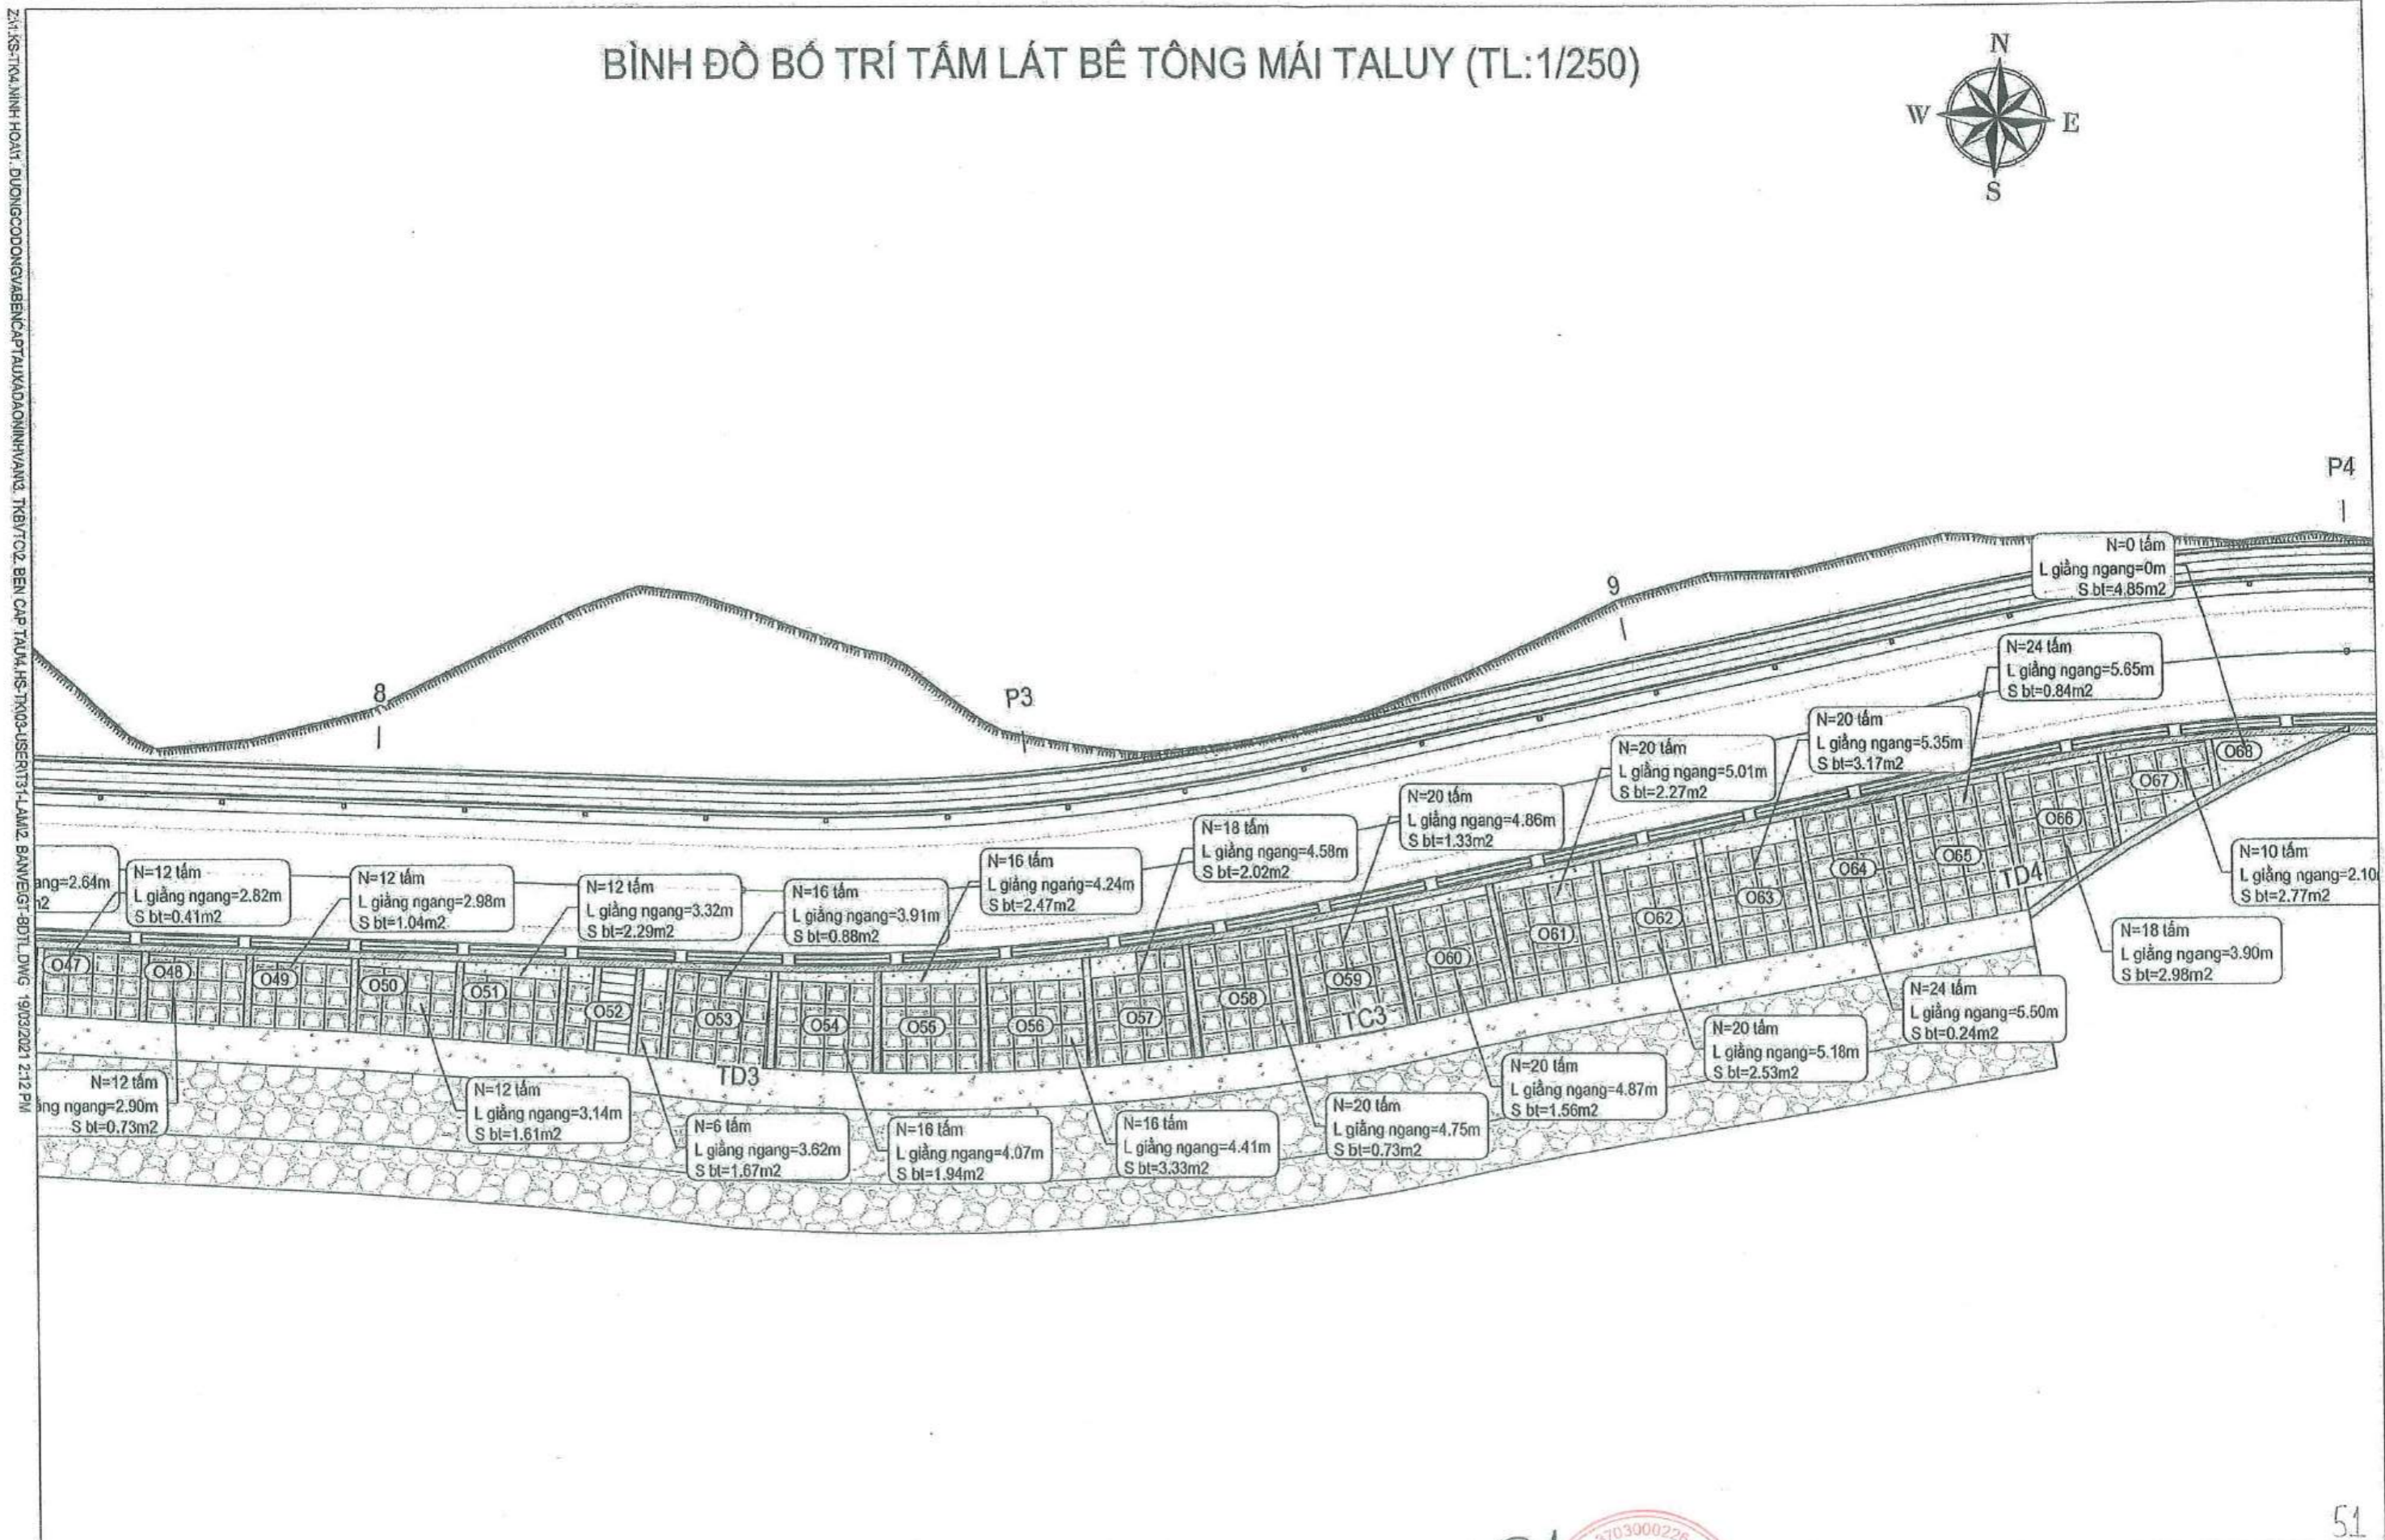 BÌNH ĐỒ BỐ TRÍ TẤM LÁT BÊ TÔNG MÁI TALUY (TL:1/250)
N
W
E
S
P4
N=0 tấm
L giằng ngang=0m
S bt=4.85m2
9
N=24 tấm
L giằng ngang=5.65m
S bt=0.84m2
8
P3
N=20 tấm
L giằng ngang=5.35m
S bt=3.17m2
N=20 tấm
L giằng ngang=5.01m
S bt=2.27m2
N=20 tấm
L giằng ngang=4.86m
S bt=1.33m2
N=18 tấm
L giằng ngang=4.58m
S bt=2.02m2
N=16 tấm
L giằng ngang=4.24m
S bt=2.47m2
N=16 tấm
L giằng ngang=3.91m
S bt=0.88m2
N=12 tấm
L giằng ngang=3.32m
S bt=2.29m2
N=12 tấm
L giằng ngang=2.98m
S bt=1.04m2
N=12 tấm
L giằng ngang=2.82m
S bt=0.41m2
ang=2.64m
N=10 tấm
L giằng ngang=2.10
S bt=2.77m2
N=18 tấm
L giằng ngang=3.90m
S bt=2.98m2
O47
O48
O49
O50
O51
O52
O53
O54
O55
O56
O57
O58
O59
O60
O61
O62
O63
O64
O65
O66
O67
O68
TD3
TC3
TD4
N=12 tấm
ằng ngang=2.90m
S bt=0.73m2
N=12 tấm
L giằng ngang=3.14m
S bt=1.61m2
N=6 tấm
L giằng ngang=3.62m
S bt=1.67m2
N=16 tấm
L giằng ngang=4.07m
S bt=1.94m2
N=16 tấm
L giằng ngang=4.41m
S bt=3.33m2
N=20 tấm
L giằng ngang=4.75m
S bt=0.73m2
N=20 tấm
L giằng ngang=4.87m
S bt=1.56m2
N=20 tấm
L giằng ngang=5.18m
S bt=2.53m2
N=24 tấm
L giằng ngang=5.50m
S bt=0.24m2
51